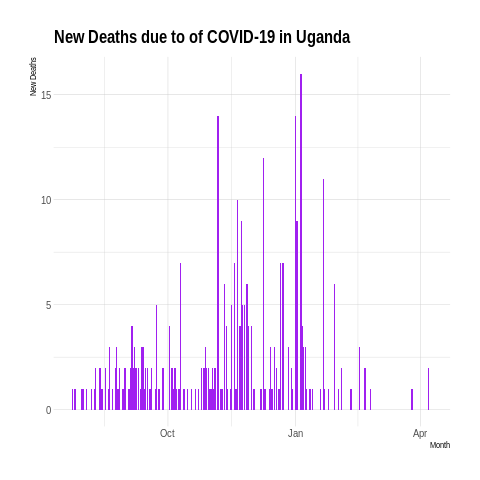 New Deaths due to of COVID-19 in Uganda
New Deaths
15
10
5
0
Oct
Jan
Apr
Month